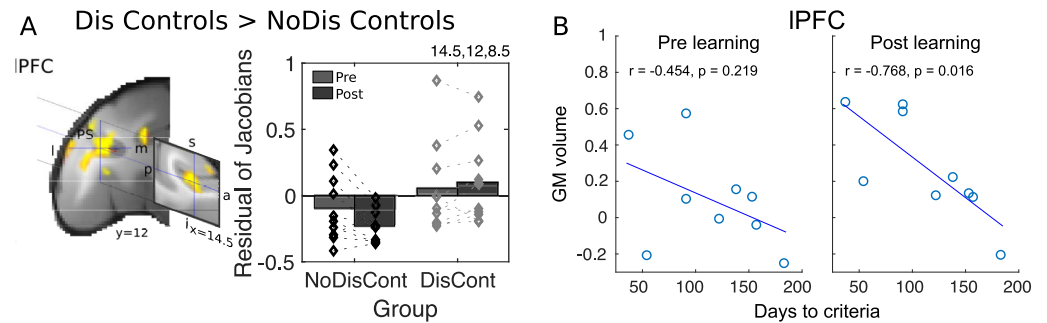 A
Dis Controls > NoDis Controls
lPFC
PS
l
m
s
p
a
i
y=12
x=14.5
14.5,12,8.5
Pre
Post
Residual of Jacobians
1
0.5
0
-0.5
NoDisCont
DisCont
Group
B
lPFC
Pre learning
Post learning
r = -0.454, p = 0.219
r = -0.768, p = 0.016
GM volume
1
0.8
0.6
0.4
0.2
0
-0.2
50
100
150
200
50
100
150
200
Days to criteria